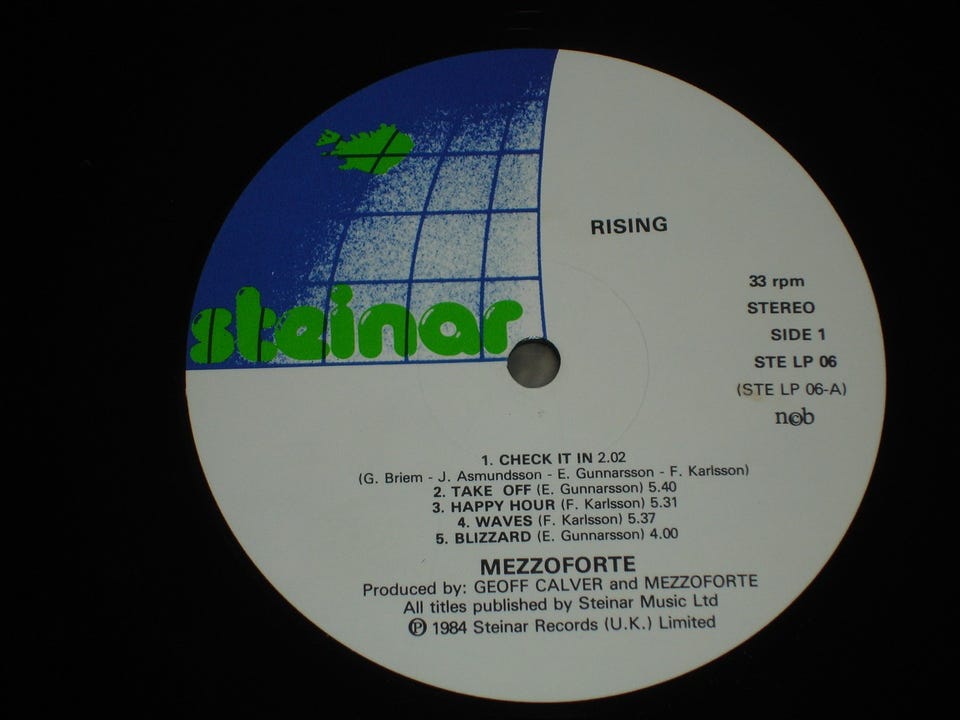 steinar
RISING
33 rpm
STEREO
SIDE 1
STE LP 06
(STE LP 06-A)
n©b
1. CHECK IT IN 2.02
(G. Briem - J. Asmundsson - E. Gunnarsson - F. Karlsson)
2. TAKE OFF (E. Gunnarsson) 5.40
3. HAPPY HOUR (F. Karlsson) 5.31
4. WAVES (F. Karlsson) 5.37
5. BLIZZARD (E. Gunnarsson) 4.00
MEZZOFORTE
Produced by: GEOFF CALVER and MEZZOFORTE
All titles published by Steinar Music Ltd
℗ 1984 Steinar Records (U.K.) Limited